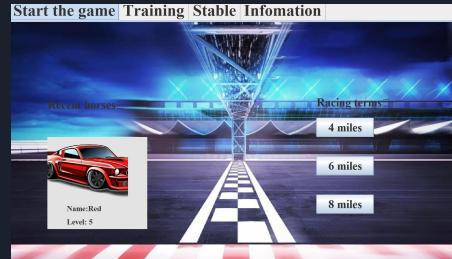 Start the game Training Stable Infomation
Recent horses
Racing terms
4 miles
6 miles
8 miles
Name:Red
Level: 5